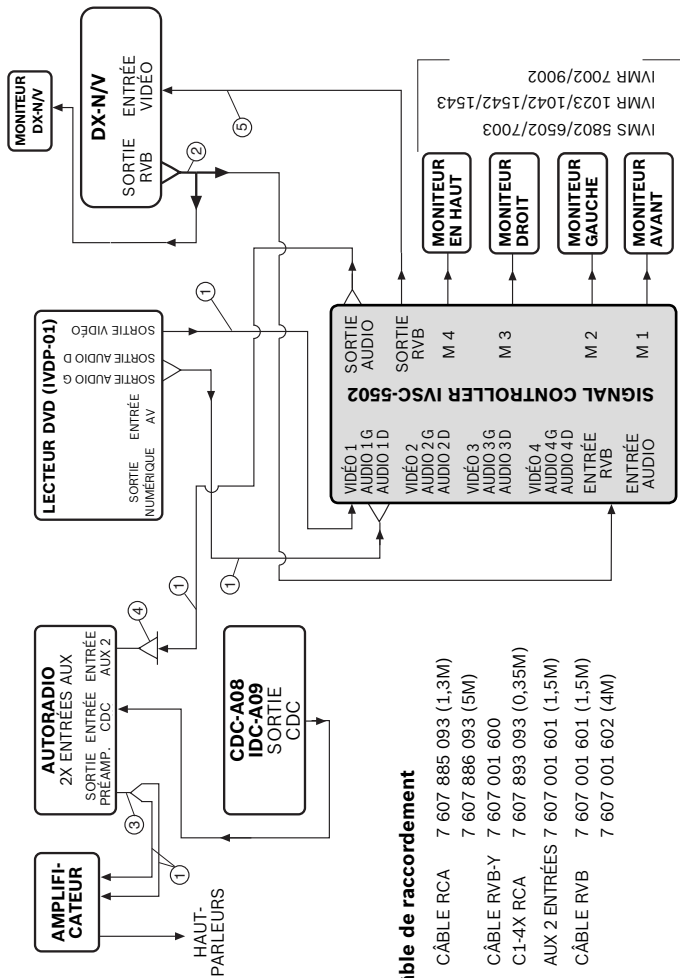 AMPLIFI-
CATEUR
HAUT-
PARLEURS
AUTORADIO
2X ENTRÉES AUX
SORTIE
PRÉAMP.
ENTRÉE
CDC
ENTRÉE
AUX 2
3
1
4
1
CDC-A08
IDC-A09
SORTIE
CDC
LECTEUR DVD (IVDP-01)
SORTIE
NUMÉRIQUE
ENTRÉE
AV
SORTIE AUDIO G
SORTIE AUDIO D
SORTIE VIDÉO
1
1
MONITEUR
DX-N/V
DX-N/V
SORTIE
RVB
ENTRÉE
VIDÉO
2
5
SIGNAL CONTROLLER IVSC-5502
VIDÉO 1
AUDIO 1 G
AUDIO 1 D
VIDÉO 2
AUDIO 2 G
AUDIO 2 D
VIDÉO 3
AUDIO 3 G
AUDIO 3 D
VIDÉO 4
AUDIO 4 G
AUDIO 4 D
ENTRÉE
RVB
ENTRÉE
AUDIO
SORTIE
AUDIO
SORTIE
RVB
M 4
M 3
M 2
M 1
MONITEUR
EN HAUT
MONITEUR
DROIT
MONITEUR
GAUCHE
MONITEUR
AVANT
IVMS 5802/6502/7003
IVMR 1023/1042/1542/1543
IVMR 7002/9002
ble de raccordement
CÂBLE RCA 7 607 885 093 (1,3M)
7 607 886 093 (5M)
CÂBLE RVB-Y 7 607 001 600
C1-4X RCA 7 607 893 093 (0,35M)
AUX 2 ENTRÉES 7 607 001 601 (1,5M)
CÂBLE RVB 7 607 001 601 (1,5M)
7 607 001 602 (4M)